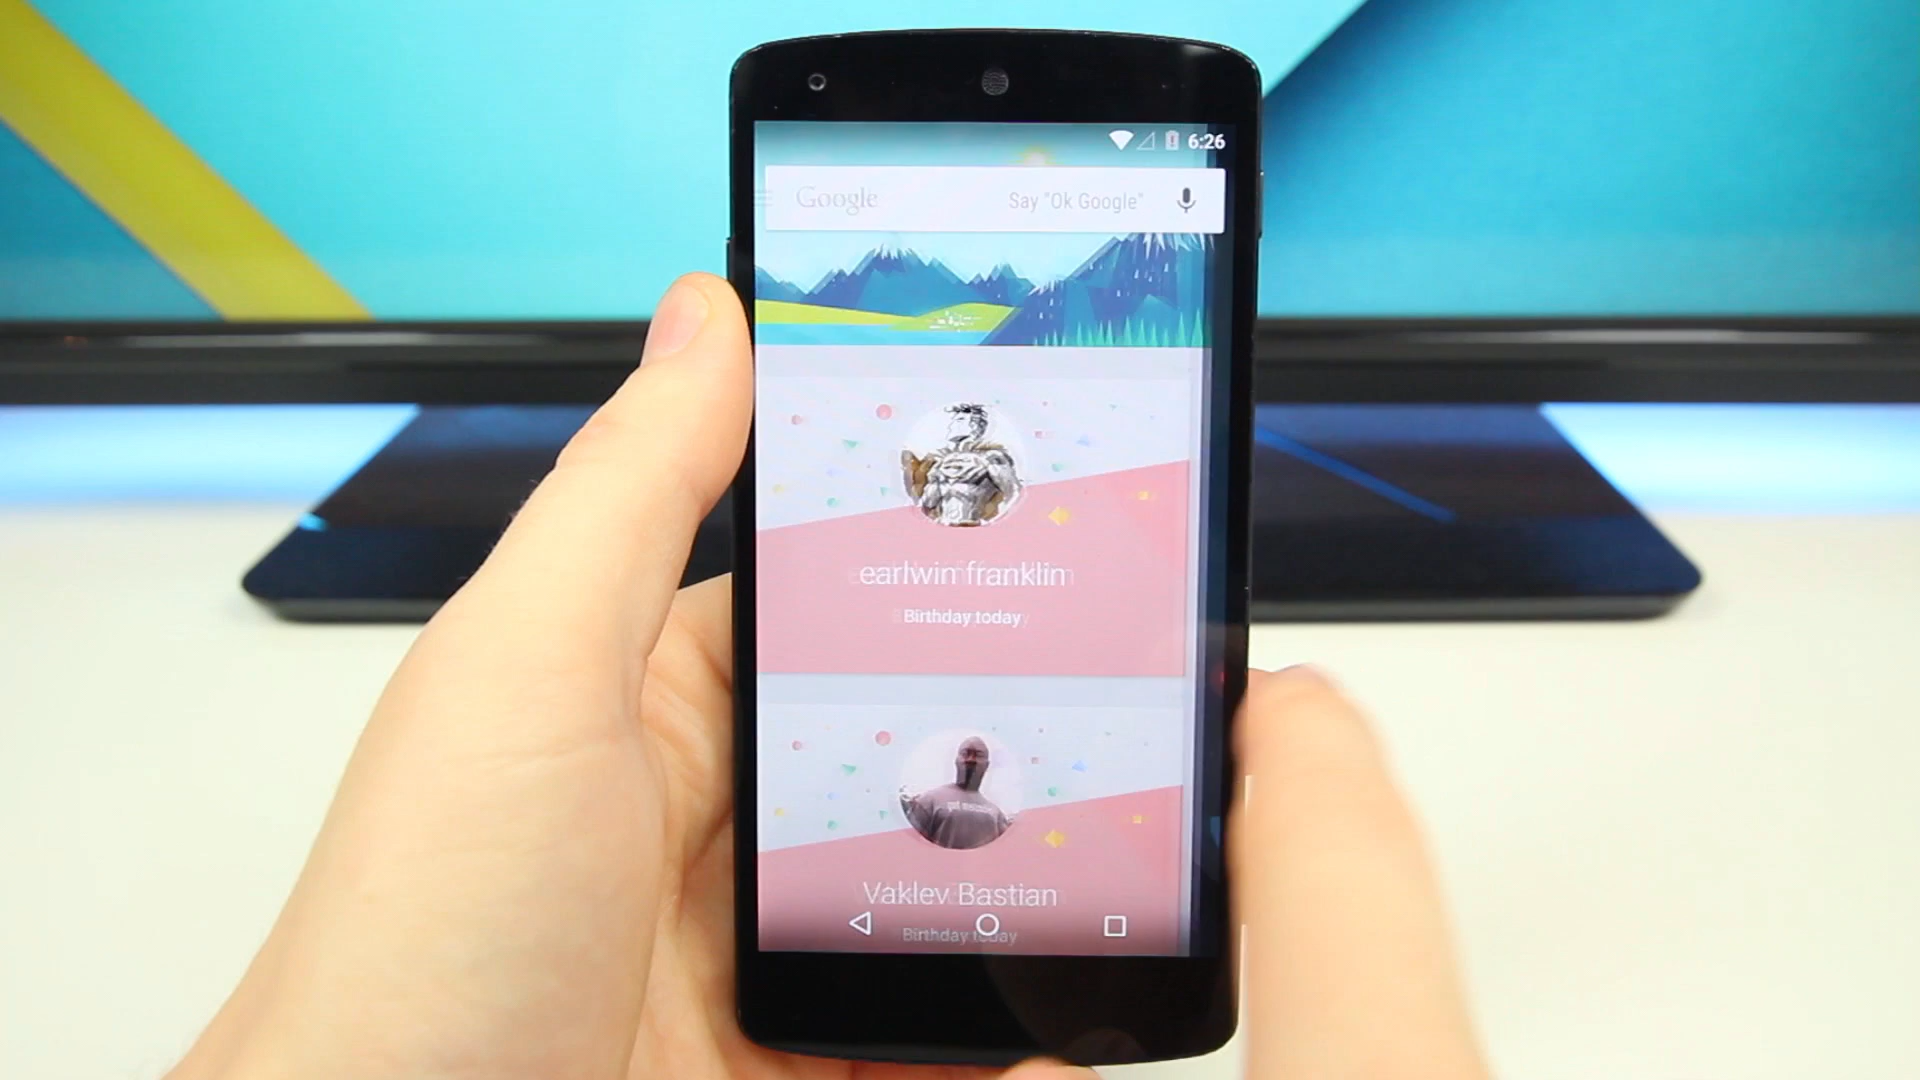 6:26
Google Say "Ok Google"
earlwin franklin
Birthday today
Vaklev Bastian
Birthday today